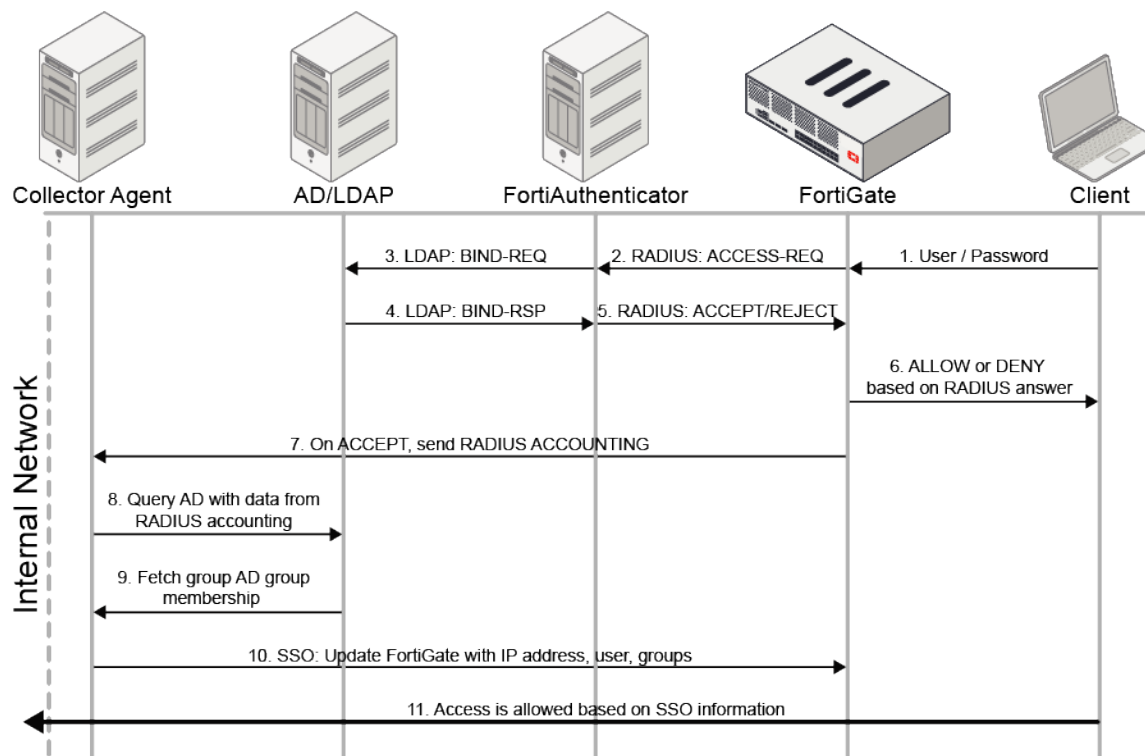 Collector Agent
AD/LDAP
FortiAuthenticator
FortiGate
Client
3. LDAP: BIND-REQ
2. RADIUS: ACCESS-REQ
1. User / Password
4. LDAP: BIND-RSP
5. RADIUS: ACCEPT/REJECT
6. ALLOW or DENY
based on RADIUS answer
7. On ACCEPT, send RADIUS ACCOUNTING
8. Query AD with data from
RADIUS accounting
9. Fetch group AD group
membership
10. SSO: Update FortiGate with IP address, user, groups
11. Access is allowed based on SSO information
Internal Network